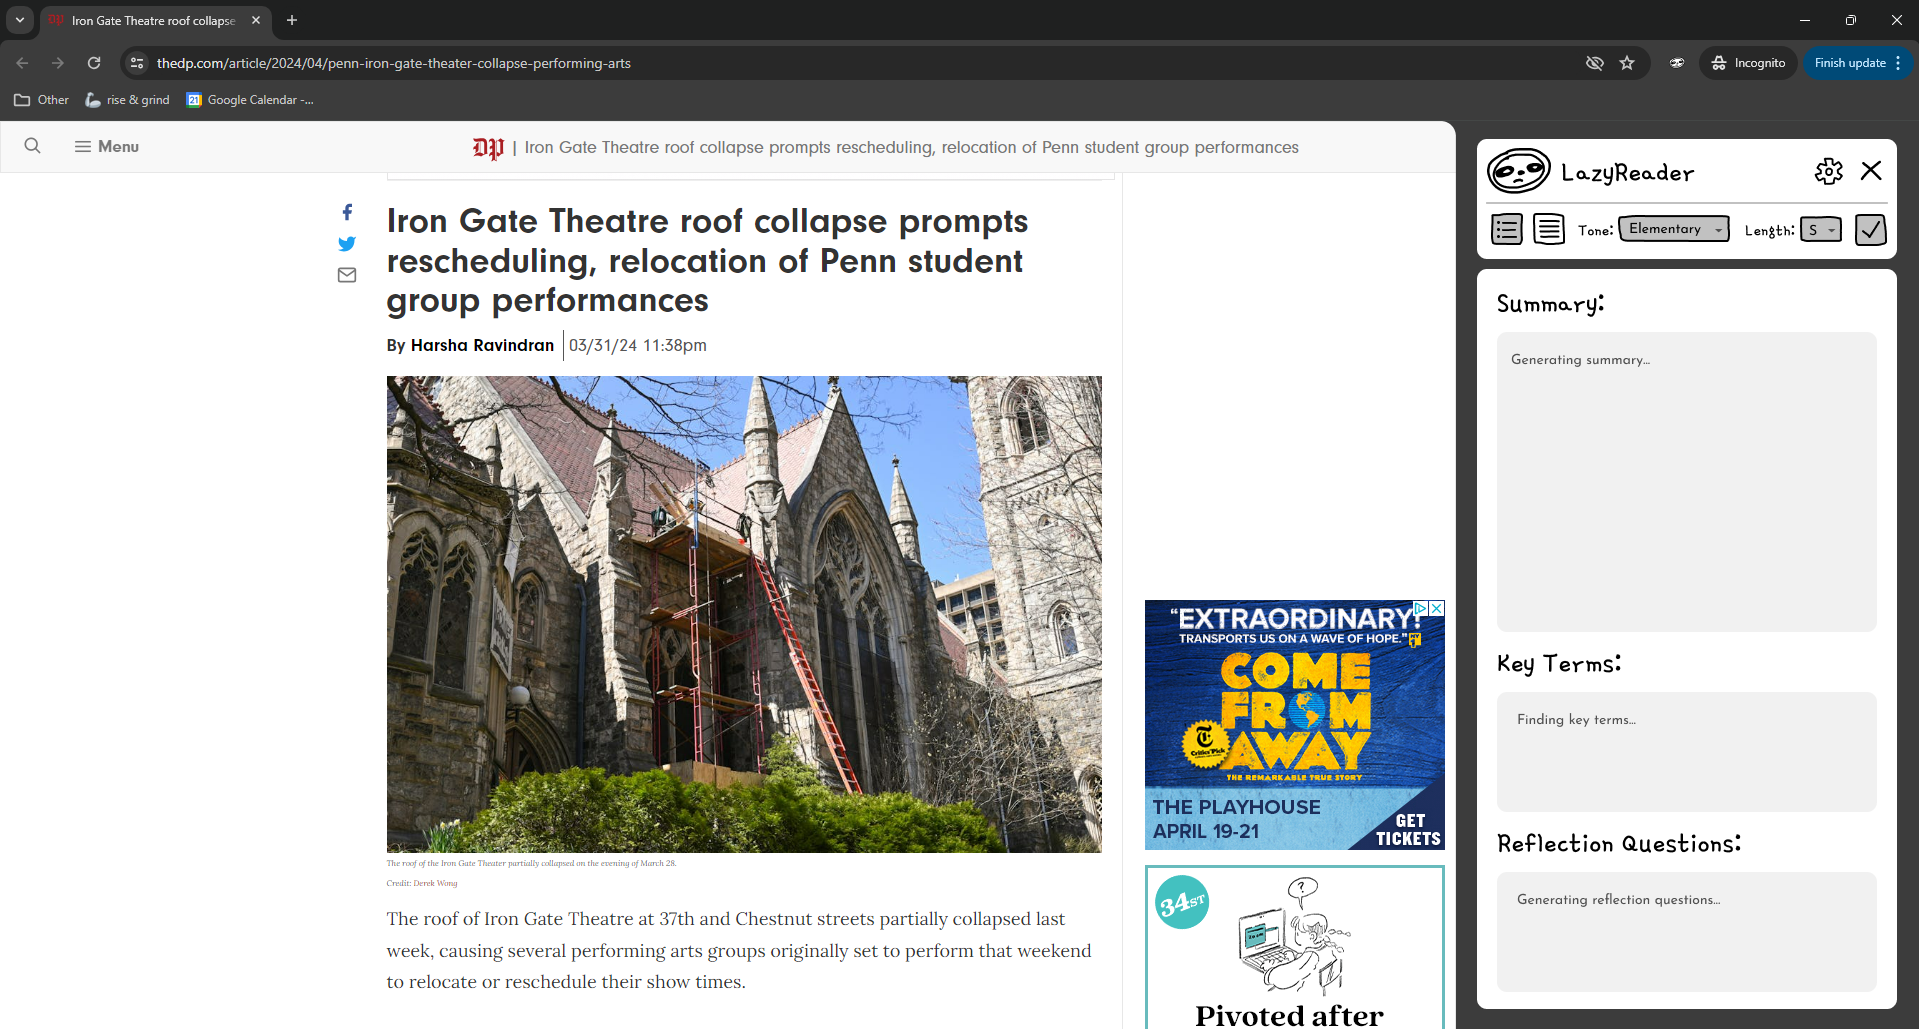 Iron Gate Theatre roof collapse
thedp.com/article/2024/04/penn-iron-gate-theater-collapse-performing-arts
Incognito
Finish update
Other
rise & grind
21
Google Calendar -...
Menu
DP | Iron Gate Theatre roof collapse prompts rescheduling, relocation of Penn student group performances
Iron Gate Theatre roof collapse prompts
rescheduling, relocation of Penn student
group performances
By Harsha Ravindran
03/31/24 11:38pm
The roof of the Iron Gate Theater partially collapsed on the evening of March 28.
Credit: Derek Wong
The roof of Iron Gate Theatre at 37th and Chestnut streets partially collapsed last
week, causing several performing arts groups originally set to perform that weekend
to relocate or reschedule their show times.
"EXTRAORDINARY!
TRANSPORTS US ON A WAVE OF HOPE."
COME
FROM
AWAY
Critics' Pick
THE REMARKABLE TRUE STORY
THE PLAYHOUSE
APRIL 19-21
GET
TICKETS
34ST
?
Pivoted after
LazyReader
Tone: Elementary
Length: S
Summary:
Generating summary...
Key Terms:
Finding key terms...
Reflection Questions:
Generating reflection questions...